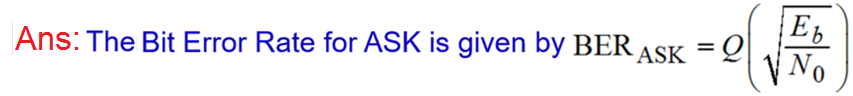 Ans: The Bit Error Rate for ASK is given by BER_ASK = Q(√(E_b/N_0))